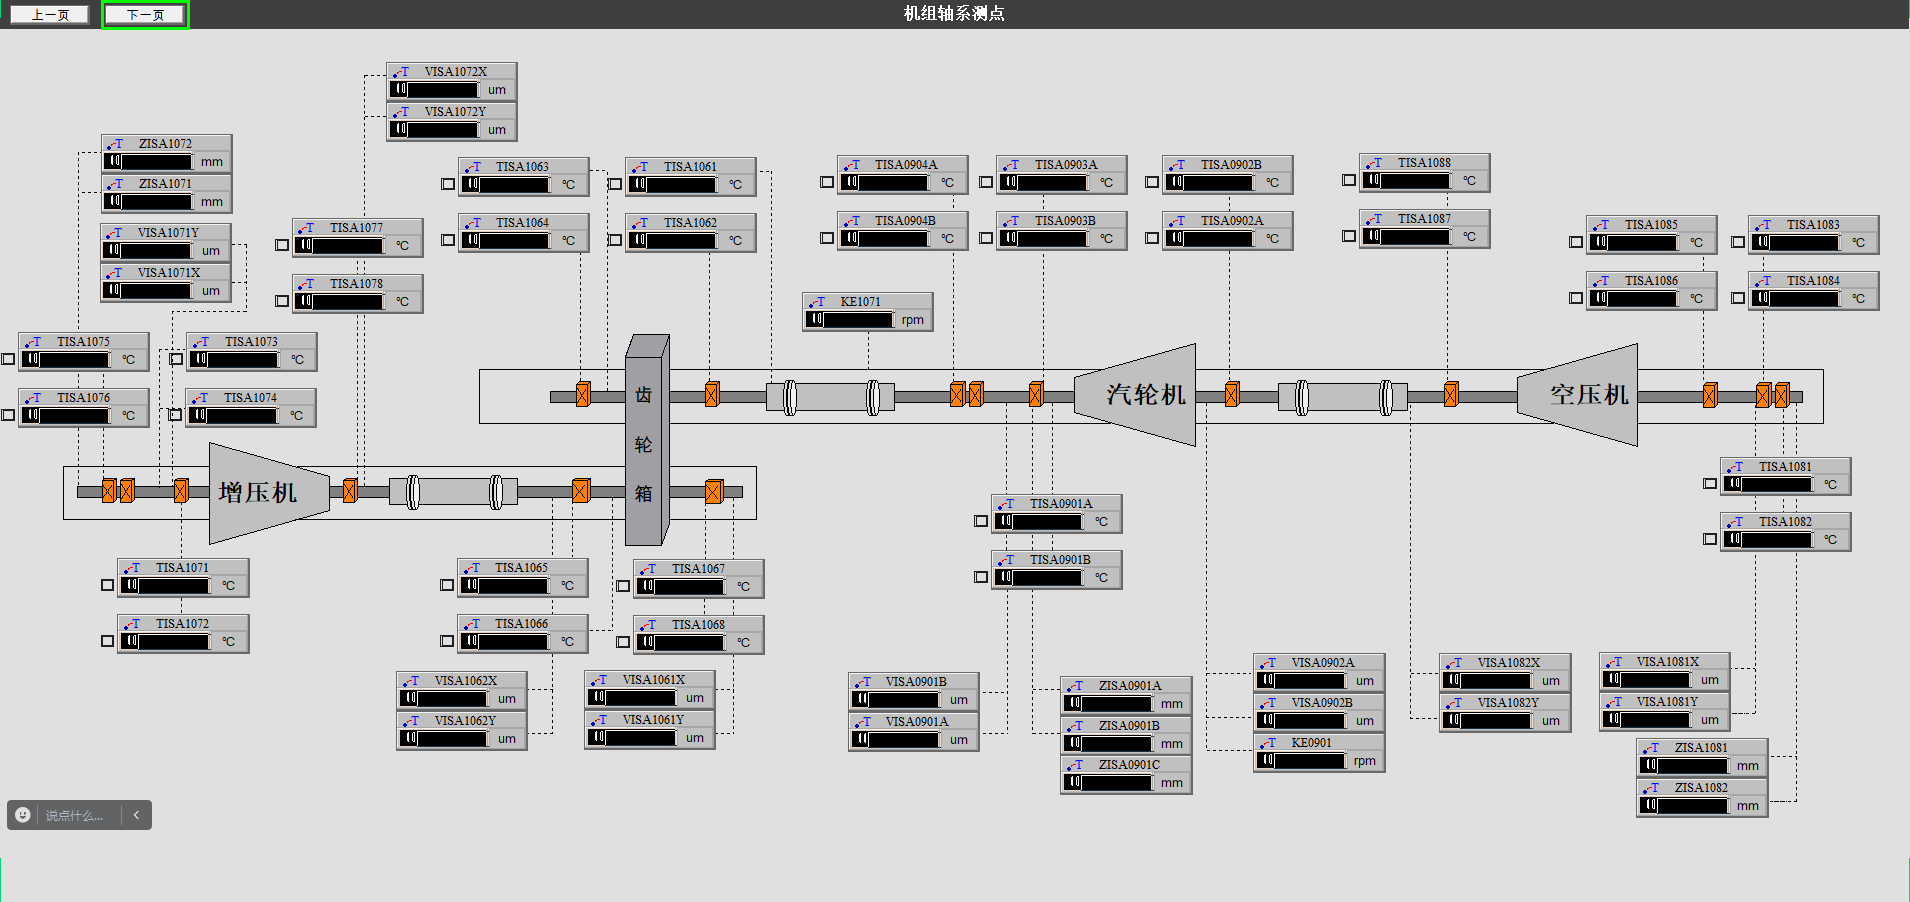 上一页
下一页
机组轴系测点
VISA1072X
um
VISA1072Y
um
ZISA1072
mm
ZISA1071
mm
VISA1071Y
um
VISA1071X
um
TISA1077
℃
TISA1078
℃
TISA1063
℃
TISA1064
℃
TISA1061
℃
TISA1062
℃
TISA0904A
℃
TISA0904B
℃
TISA0903A
℃
TISA0903B
℃
TISA0902B
℃
TISA0902A
℃
TISA1088
℃
TISA1087
℃
TISA1085
℃
TISA1086
℃
TISA1083
℃
TISA1084
℃
KE1071
rpm
TISA1075
℃
TISA1076
℃
TISA1073
℃
TISA1074
℃
齿
轮
箱
汽轮机
空压机
增压机
TISA1081
℃
TISA1082
℃
TISA0901A
℃
TISA0901B
℃
TISA1071
℃
TISA1072
℃
TISA1065
℃
TISA1066
℃
TISA1067
℃
TISA1068
℃
VISA1062X
um
VISA1062Y
um
VISA1061X
um
VISA1061Y
um
VISA0901B
um
VISA0901A
um
ZISA0901A
mm
ZISA0901B
mm
ZISA0901C
mm
VISA0902A
um
VISA0902B
um
KE0901
rpm
VISA1082X
um
VISA1082Y
um
VISA1081X
um
VISA1081Y
um
ZISA1081
mm
ZISA1082
mm
说点什么...